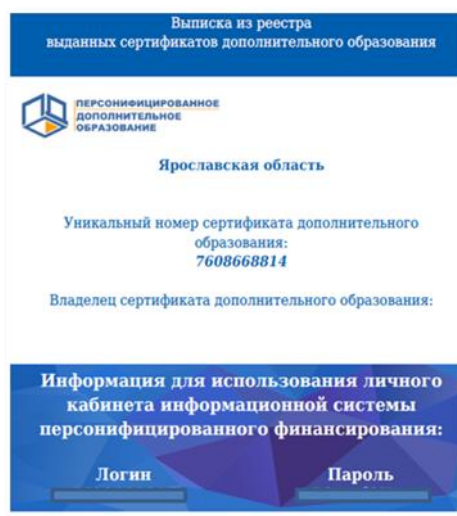 Выписка из реестра
выданных сертификатов дополнительного образования
ПЕРСОНИФИЦИРОВАННОЕ
ДОПОЛНИТЕЛЬНОЕ
ОБРАЗОВАНИЕ
Ярославская область
Уникальный номер сертификата дополнительного
образования:
7608668814
Владелец сертификата дополнительного образования:
Информация для использования личного
кабинета информационной системы
персонифицированного финансирования:
Логин Пароль